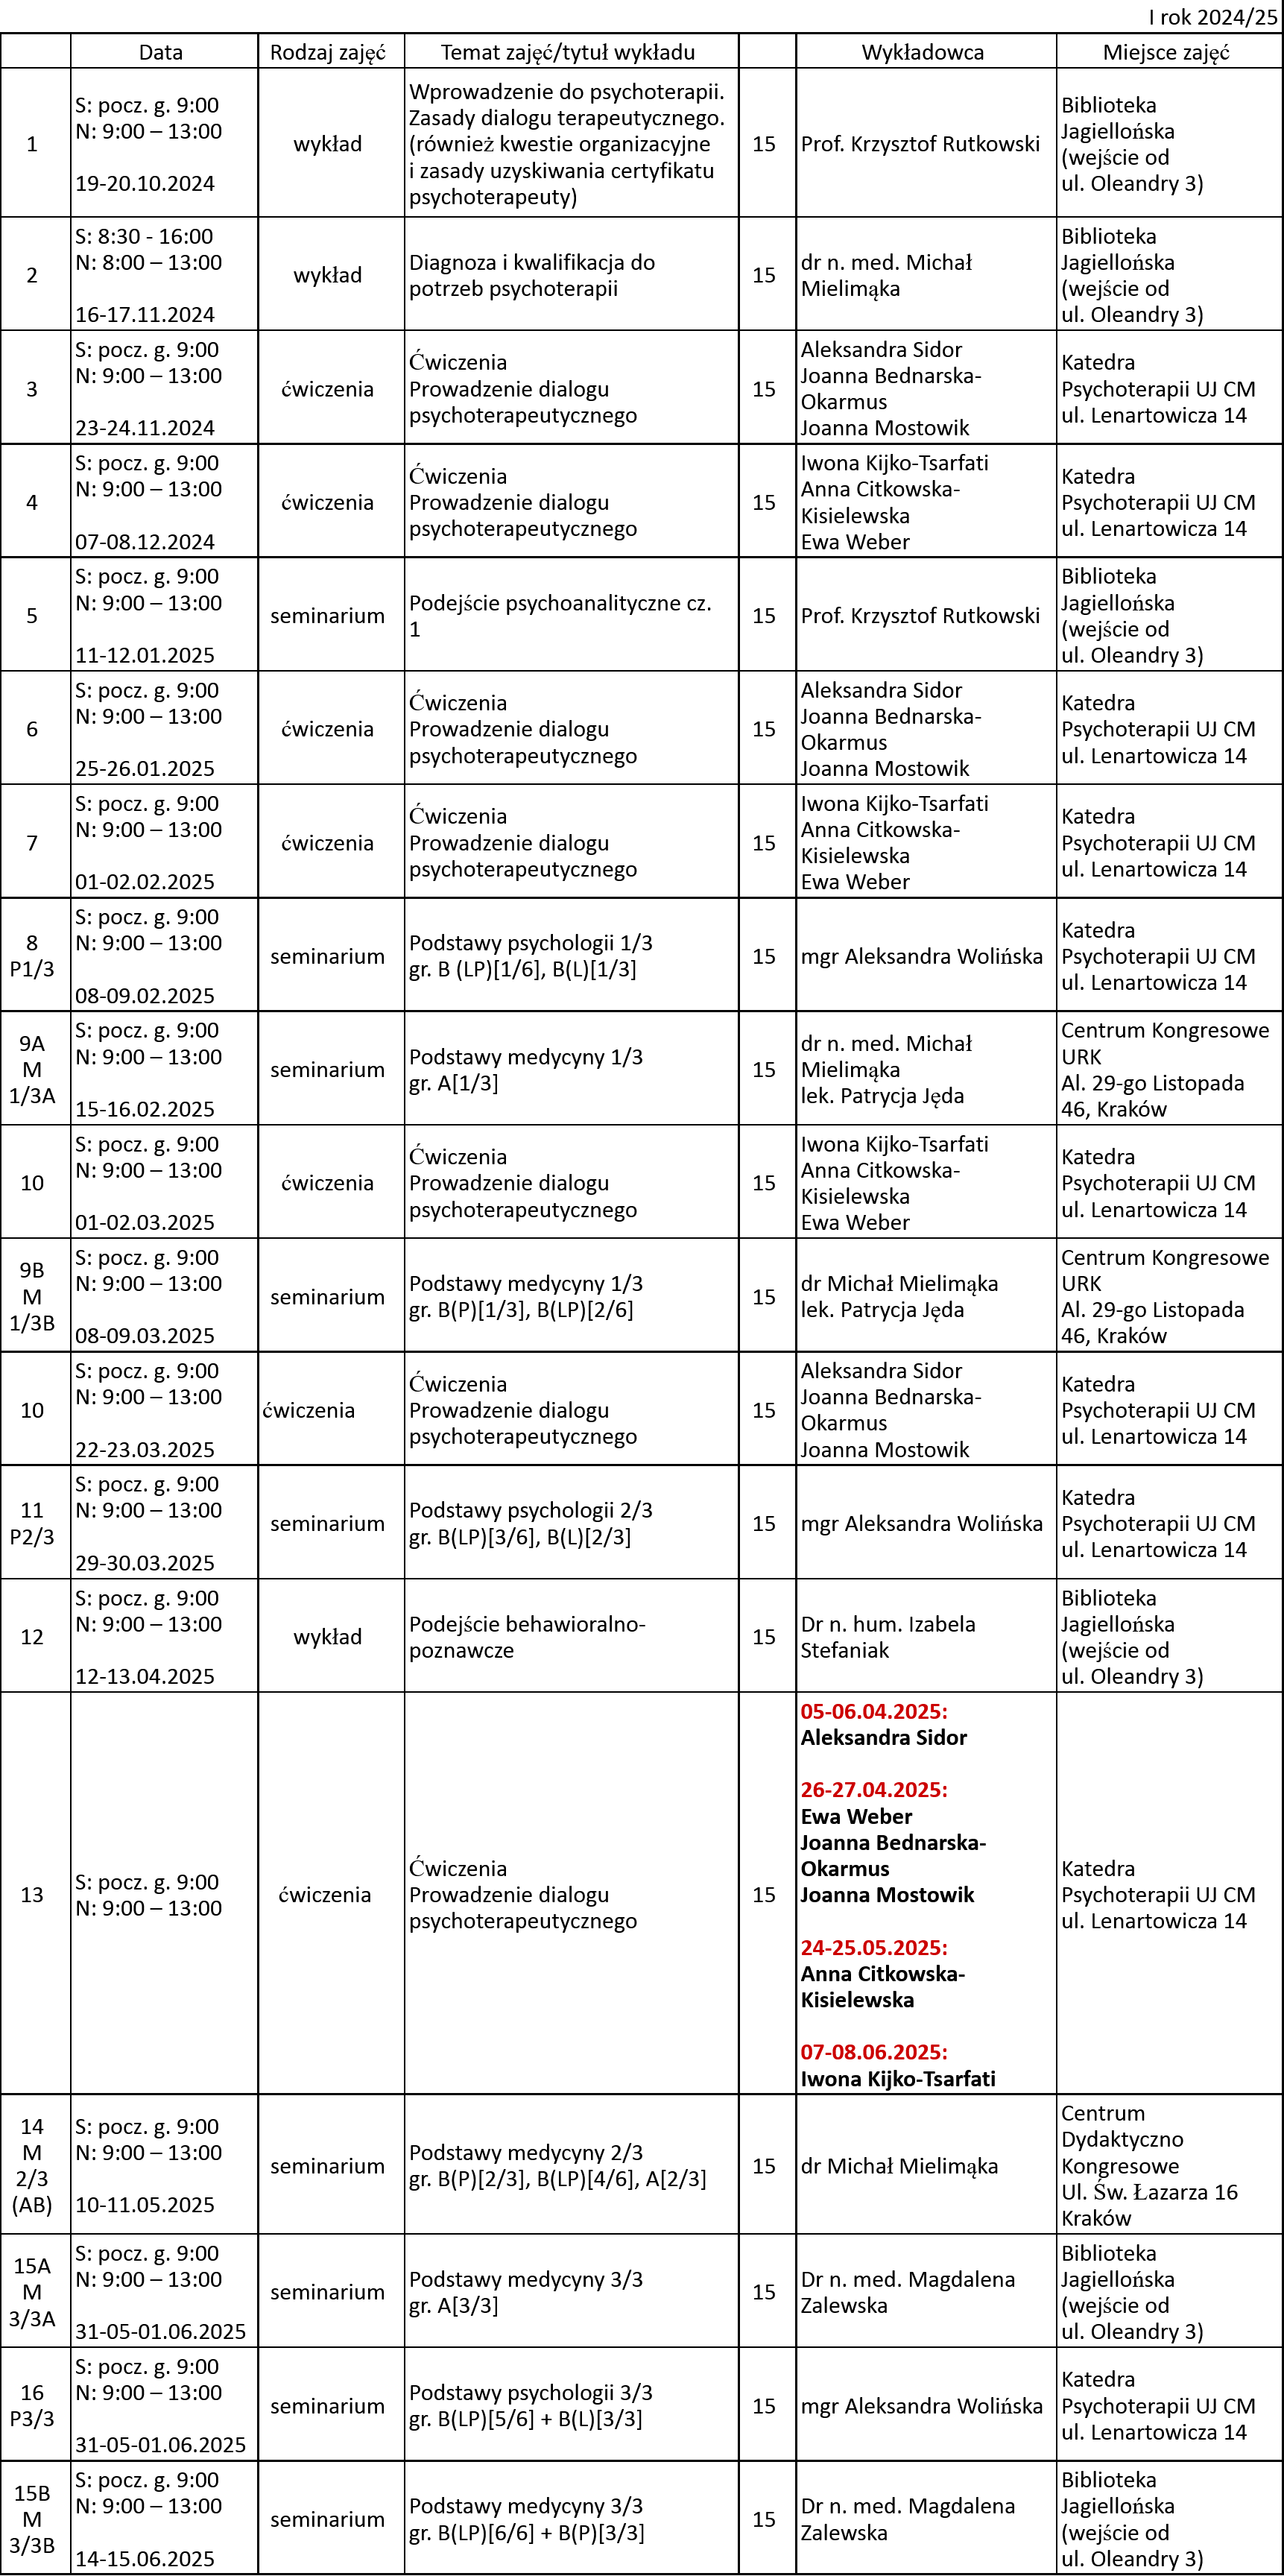 I rok 2024/25
Data
Rodzaj zajęć
Temat zajęć/tytuł wykładu
Wykładowca
Miejsce zajęć
1
S: pocz. g. 9:00
N: 9:00 – 13:00
19-20.10.2024
wykład
Wprowadzenie do psychoterapii.
Zasady dialogu terapeutycznego.
(również kwestie organizacyjne
i zasady uzyskiwania certyfikatu
psychoterapeuty)
15
Prof. Krzysztof Rutkowski
Biblioteka
Jagiellońska
(wejście od
ul. Oleandry 3)
2
S: 8:30 - 16:00
N: 8:00 – 13:00
16-17.11.2024
wykład
Diagnoza i kwalifikacja do
potrzeb psychoterapii
15
dr n. med. Michał
Mielimąka
Biblioteka
Jagiellońska
(wejście od
ul. Oleandry 3)
3
S: pocz. g. 9:00
N: 9:00 – 13:00
23-24.11.2024
ćwiczenia
Ćwiczenia
Prowadzenie dialogu
psychoterapeutycznego
15
Aleksandra Sidor
Joanna Bednarska-
Okarmus
Joanna Mostowik
Katedra
Psychoterapii UJ CM
ul. Lenartowicza 14
4
S: pocz. g. 9:00
N: 9:00 – 13:00
07-08.12.2024
ćwiczenia
Ćwiczenia
Prowadzenie dialogu
psychoterapeutycznego
15
Iwona Kijko-Tsarfati
Anna Citkowska-
Kisielewska
Ewa Weber
Katedra
Psychoterapii UJ CM
ul. Lenartowicza 14
5
S: pocz. g. 9:00
N: 9:00 – 13:00
11-12.01.2025
seminarium
Podejście psychoanalityczne cz.
1
15
Prof. Krzysztof Rutkowski
Biblioteka
Jagiellońska
(wejście od
ul. Oleandry 3)
6
S: pocz. g. 9:00
N: 9:00 – 13:00
25-26.01.2025
ćwiczenia
Ćwiczenia
Prowadzenie dialogu
psychoterapeutycznego
15
Aleksandra Sidor
Joanna Bednarska-
Okarmus
Joanna Mostowik
Katedra
Psychoterapii UJ CM
ul. Lenartowicza 14
7
S: pocz. g. 9:00
N: 9:00 – 13:00
01-02.02.2025
ćwiczenia
Ćwiczenia
Prowadzenie dialogu
psychoterapeutycznego
15
Iwona Kijko-Tsarfati
Anna Citkowska-
Kisielewska
Ewa Weber
Katedra
Psychoterapii UJ CM
ul. Lenartowicza 14
8
P1/3
S: pocz. g. 9:00
N: 9:00 – 13:00
08-09.02.2025
seminarium
Podstawy psychologii 1/3
gr. B (LP)[1/6], B(L)[1/3]
15
mgr Aleksandra Wolińska
Katedra
Psychoterapii UJ CM
ul. Lenartowicza 14
9A
M
1/3A
S: pocz. g. 9:00
N: 9:00 – 13:00
15-16.02.2025
seminarium
Podstawy medycyny 1/3
gr. A[1/3]
15
dr n. med. Michał
Mielimąka
lek. Patrycja Jęda
Centrum Kongresowe
URK
Al. 29-go Listopada
46, Kraków
10
S: pocz. g. 9:00
N: 9:00 – 13:00
01-02.03.2025
ćwiczenia
Ćwiczenia
Prowadzenie dialogu
psychoterapeutycznego
15
Iwona Kijko-Tsarfati
Anna Citkowska-
Kisielewska
Ewa Weber
Katedra
Psychoterapii UJ CM
ul. Lenartowicza 14
9B
M
1/3B
S: pocz. g. 9:00
N: 9:00 – 13:00
08-09.03.2025
seminarium
Podstawy medycyny 1/3
gr. B(P)[1/3], B(LP)[2/6]
15
dr Michał Mielimąka
lek. Patrycja Jęda
Centrum Kongresowe
URK
Al. 29-go Listopada
46, Kraków
10
S: pocz. g. 9:00
N: 9:00 – 13:00
22-23.03.2025
ćwiczenia
Ćwiczenia
Prowadzenie dialogu
psychoterapeutycznego
15
Aleksandra Sidor
Joanna Bednarska-
Okarmus
Joanna Mostowik
Katedra
Psychoterapii UJ CM
ul. Lenartowicza 14
11
P2/3
S: pocz. g. 9:00
N: 9:00 – 13:00
29-30.03.2025
seminarium
Podstawy psychologii 2/3
gr. B(LP)[3/6], B(L)[2/3]
15
mgr Aleksandra Wolińska
Katedra
Psychoterapii UJ CM
ul. Lenartowicza 14
12
S: pocz. g. 9:00
N: 9:00 – 13:00
12-13.04.2025
wykład
Podejście behawioralno-
poznawcze
15
Dr n. hum. Izabela
Stefaniak
Biblioteka
Jagiellońska
(wejście od
ul. Oleandry 3)
13
S: pocz. g. 9:00
N: 9:00 – 13:00
ćwiczenia
Ćwiczenia
Prowadzenie dialogu
psychoterapeutycznego
15
05-06.04.2025:
Aleksandra Sidor
26-27.04.2025:
Ewa Weber
Joanna Bednarska-
Okarmus
Joanna Mostowik
24-25.05.2025:
Anna Citkowska-
Kisielewska
07-08.06.2025:
Iwona Kijko-Tsarfati
Katedra
Psychoterapii UJ CM
ul. Lenartowicza 14
14
M
2/3
(AB)
S: pocz. g. 9:00
N: 9:00 – 13:00
10-11.05.2025
seminarium
Podstawy medycyny 2/3
gr. B(P)[2/3], B(LP)[4/6], A[2/3]
15
dr Michał Mielimąka
Centrum
Dydaktyczno
Kongresowe
Ul. Św. Łazarza 16
Kraków
15A
M
3/3A
S: pocz. g. 9:00
N: 9:00 – 13:00
31-05-01.06.2025
seminarium
Podstawy medycyny 3/3
gr. A[3/3]
15
Dr n. med. Magdalena
Zalewska
Biblioteka
Jagiellońska
(wejście od
ul. Oleandry 3)
16
P3/3
S: pocz. g. 9:00
N: 9:00 – 13:00
31-05-01.06.2025
seminarium
Podstawy psychologii 3/3
gr. B(LP)[5/6] + B(L)[3/3]
15
mgr Aleksandra Wolińska
Katedra
Psychoterapii UJ CM
ul. Lenartowicza 14
15B
M
3/3B
S: pocz. g. 9:00
N: 9:00 – 13:00
14-15.06.2025
seminarium
Podstawy medycyny 3/3
gr. B(LP)[6/6] + B(P)[3/3]
15
Dr n. med. Magdalena
Zalewska
Biblioteka
Jagiellońska
(wejście od
ul. Oleandry 3)